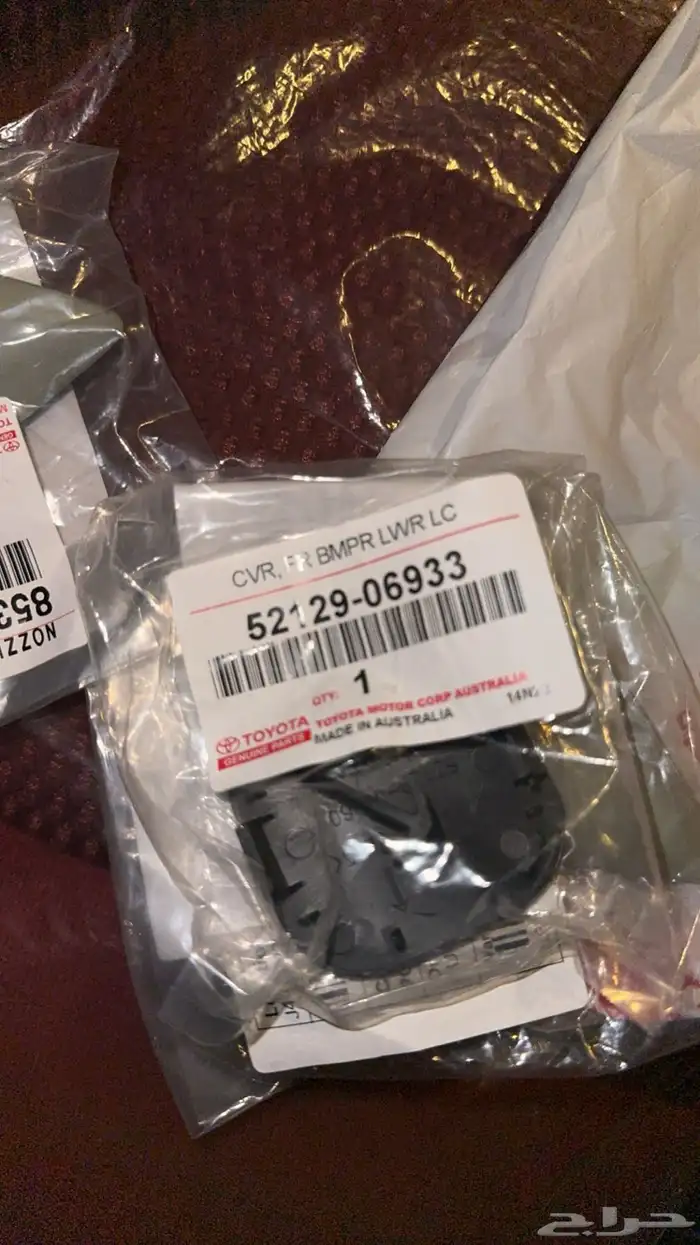 CVR, FR BMPR LWR LC
52129-06933
QTY: 1
TOYOTA
GENUINE PARTS
TOYOTA MOTOR CORP AUSTRALIA
MADE IN AUSTRALIA
853
حراج